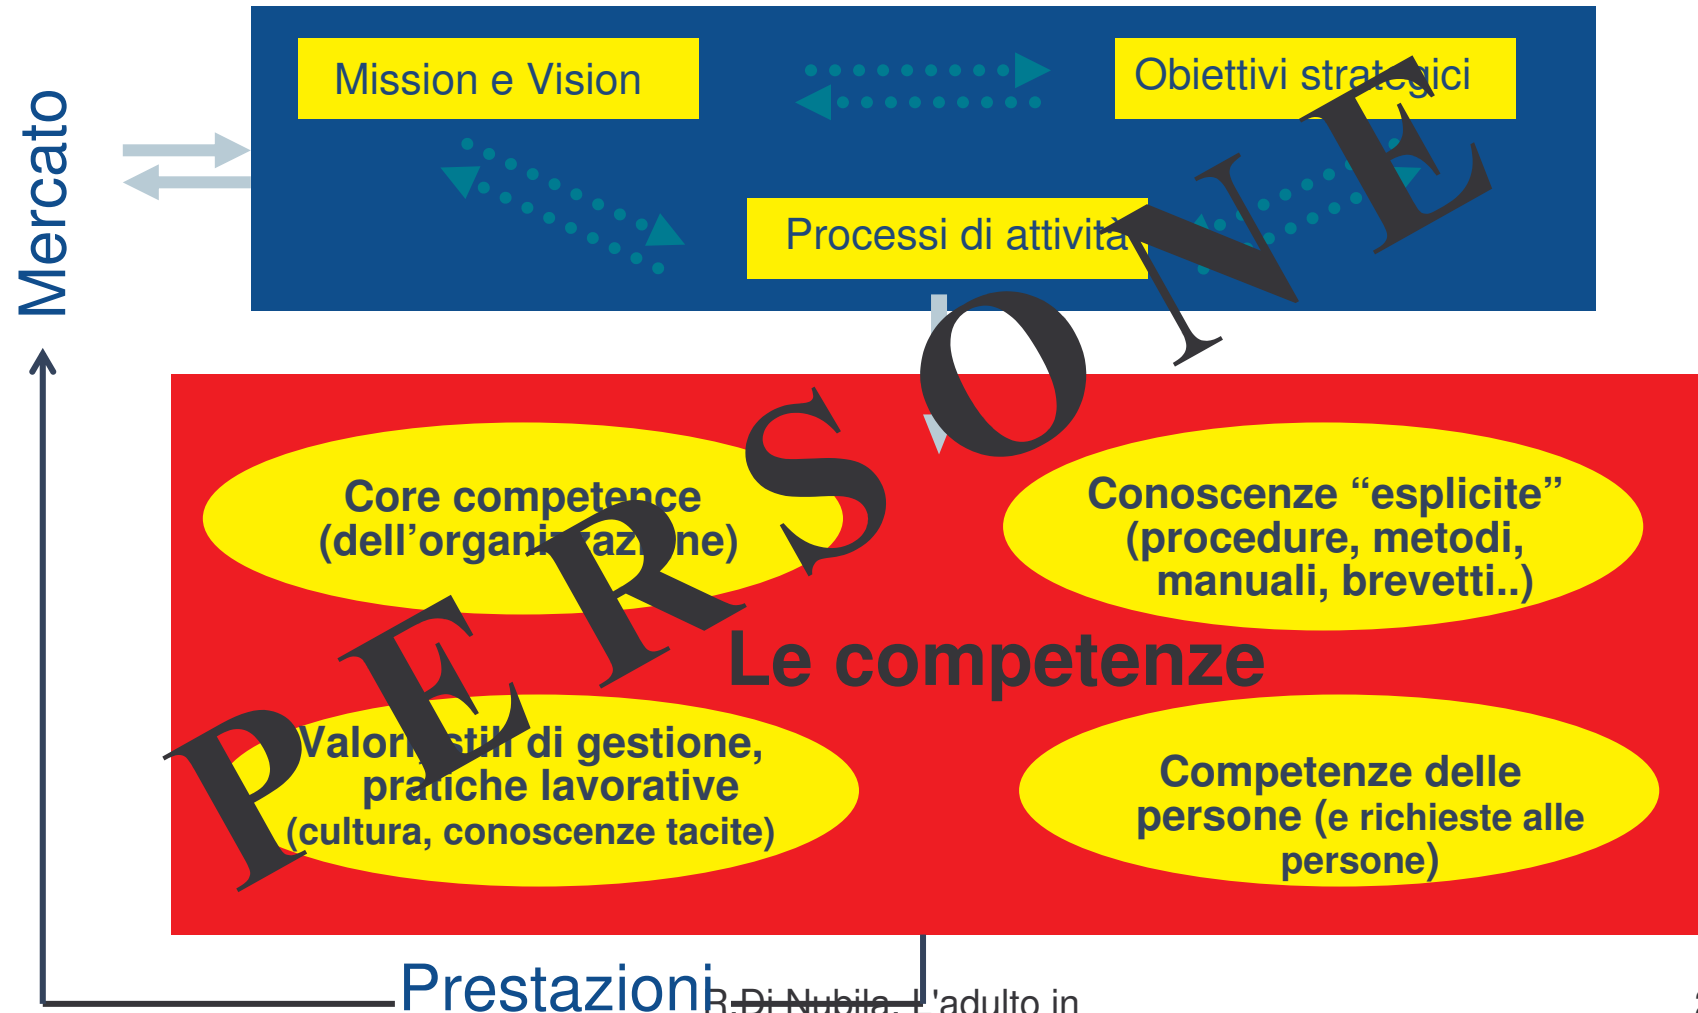 Mercato
Mission e Vision
Obiettivi strategici
Processi di attività
PERSONE
Core competence
(dell’organizzazione)
Conoscenze “esplicite”
(procedure, metodi,
manuali, brevetti..)
Le competenze
Valori, stili di gestione,
pratiche lavorative
(cultura, conoscenze tacite)
Competenze delle
persone (e richieste alle
persone)
Prestazioni
R.Di Nubila, L'adulto in